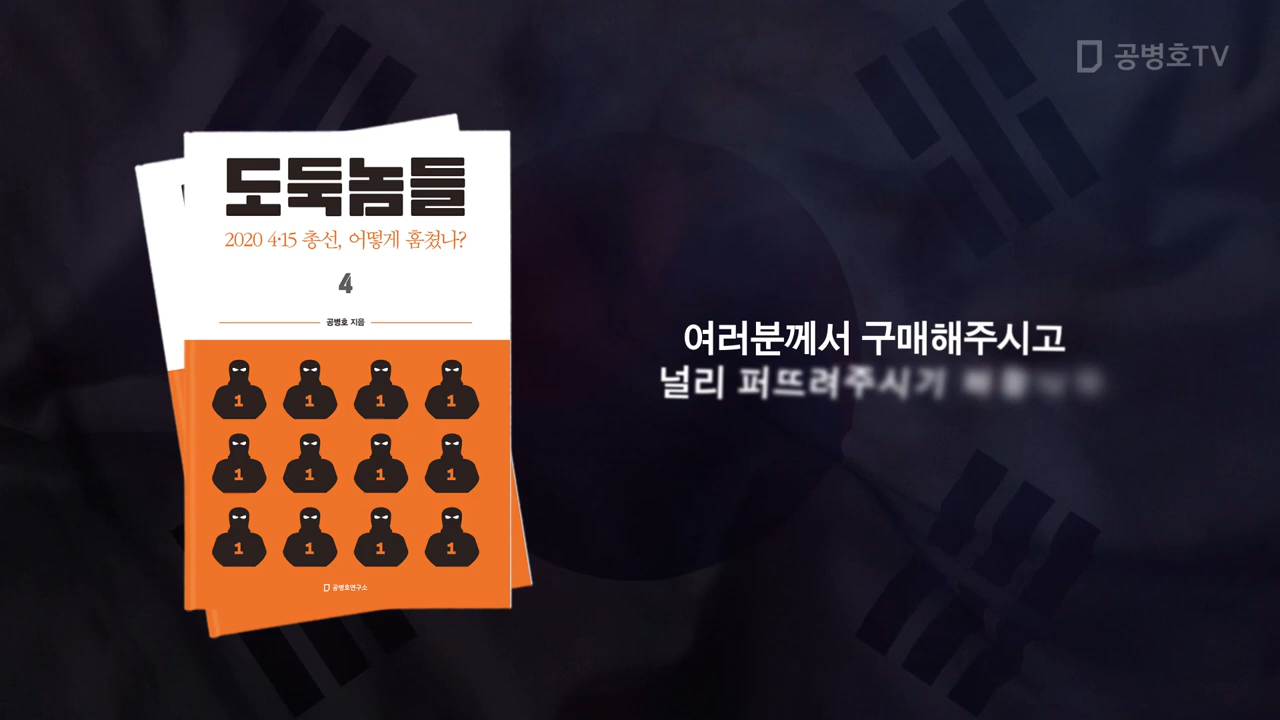 공병호TV
도둑놈들
2020 4·15 총선, 어떻게 훔쳤나?
4
공병호 지음
1 1 1 1
1 1 1 1
1 1 1 1
공병호연구소
여러분께서 구매해주시고
널리 퍼뜨려주시기